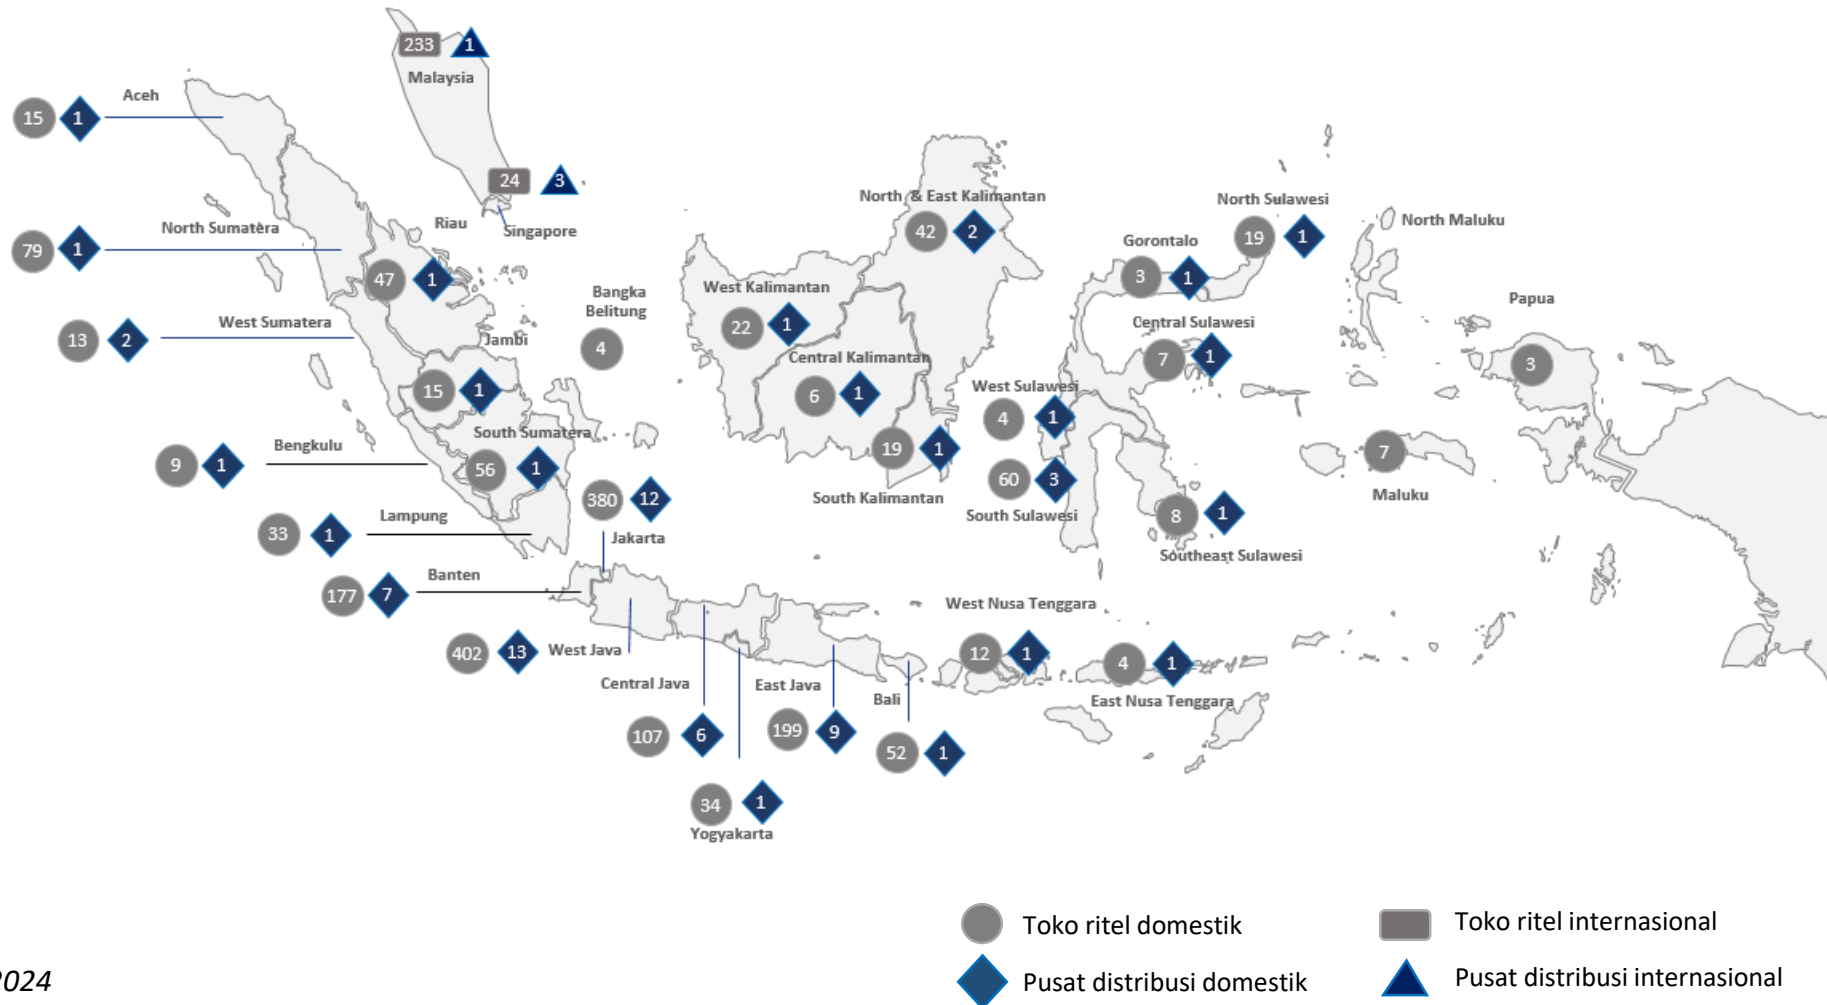 233 1
Malaysia
Aceh
15 1
24 3
Singapore
North Sumatera
79 1
Riau
47 1
West Sumatera
13 2
Jambi
15 1
Bangka
Belitung
4
North & East Kalimantan
42 2
West Kalimantan
22 1
Central Kalimantan
6 1
19 1
South Kalimantan
North Sulawesi
19 1
Gorontalo
3 1
Central Sulawesi
7 1
West Sulawesi
4 1
60 3
South Sulawesi
8 1
Southeast Sulawesi
North Maluku
Papua
3
7
Maluku
Bengkulu
9 1
South Sumatera
56 1
Lampung
33 1
380 12
Jakarta
Banten
177 7
402 13 West Java
Central Java
107 6
East Java
199 9
Bali
52 1
34 1
Yogyakarta
West Nusa Tenggara
12 1
4 1
East Nusa Tenggara
Toko ritel domestik
Toko ritel internasional
Pusat distribusi domestik
Pusat distribusi internasional
2024